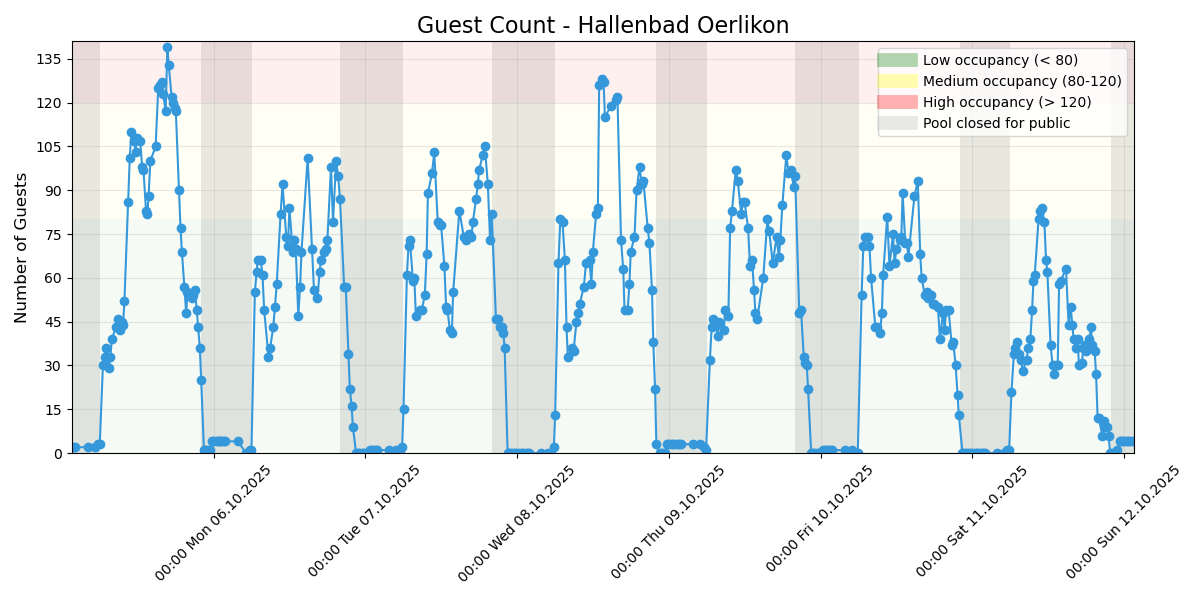 Guest Count - Hallenbad Oerlikon
Number of Guests
135
120
105
90
75
60
45
30
15
0
Low occupancy (< 80)
Medium occupancy (80-120)
High occupancy (> 120)
Pool closed for public
00:00 Mon 06.10.2025
00:00 Tue 07.10.2025
00:00 Wed 08.10.2025
00:00 Thu 09.10.2025
00:00 Fri 10.10.2025
00:00 Sat 11.10.2025
00:00 Sun 12.10.2025